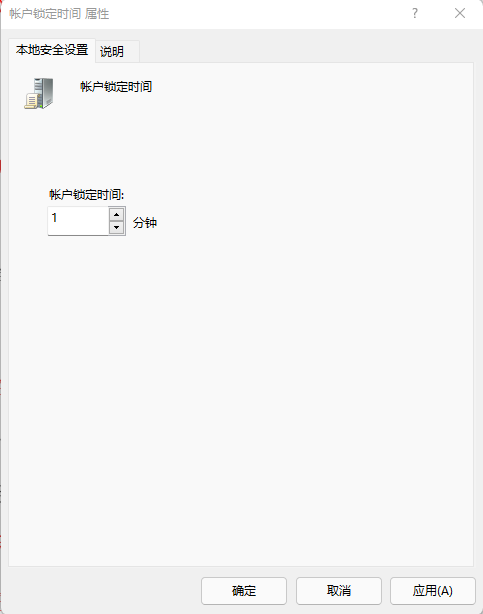 帐户锁定时间 属性
?
本地安全设置 说明
帐户锁定时间
帐户锁定时间:
1 分钟
确定 取消 应用(A)